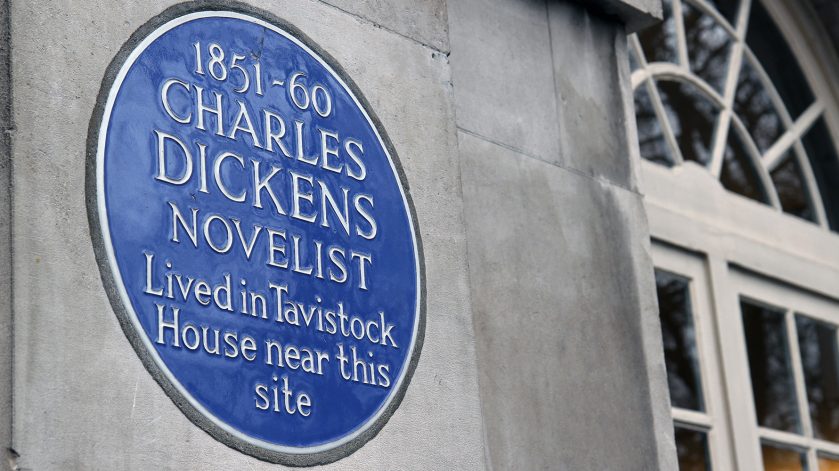 1851-60
CHARLES
DICKENS
NOVELIST
Lived in Tavistock
House near this
site